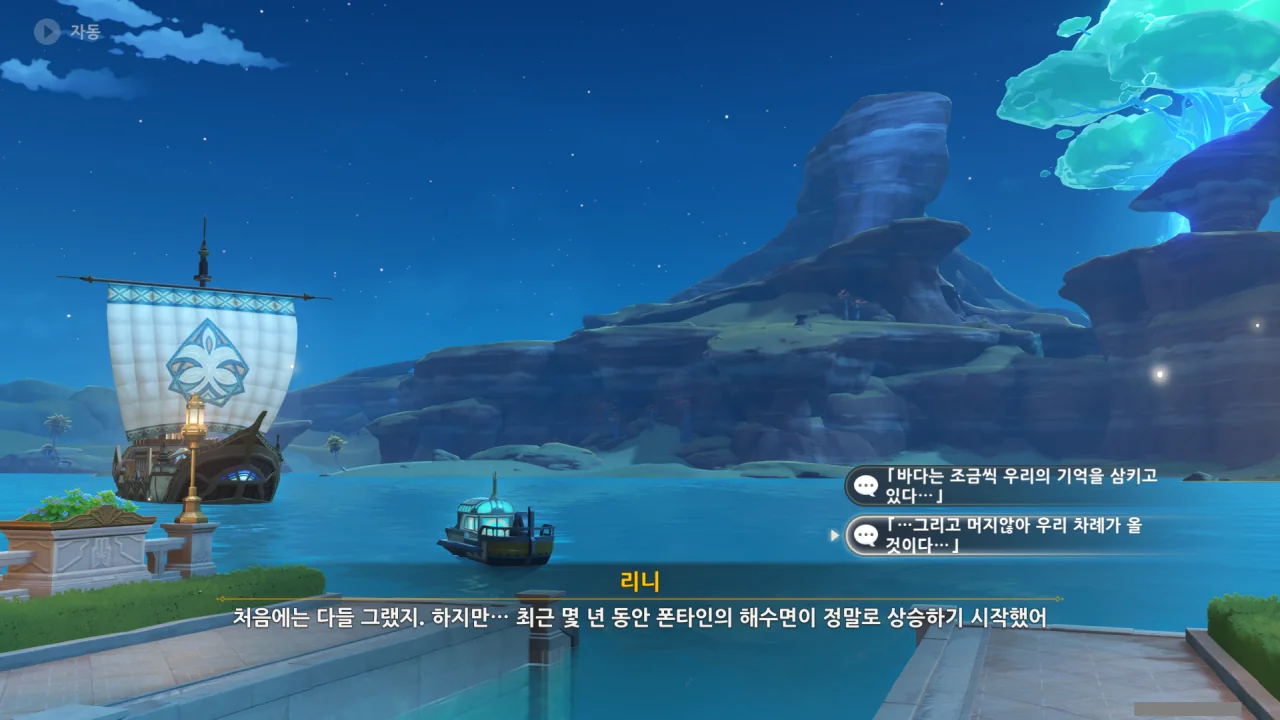 자동
「바다는 조금씩 우리의 기억을 삼키고
있다…」
「…그리고 머지않아 우리 차례가 올
것이다…」
리니
처음에는 다들 그랬지. 하지만… 최근 몇 년 동안 폰타인의 해수면이 정말로 상승하기 시작했어